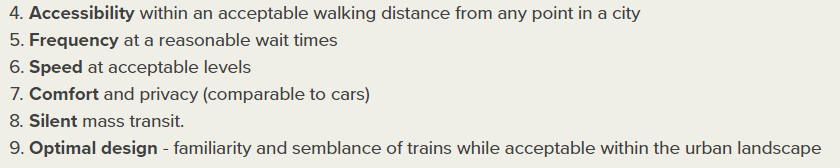 4. Accessibility within an acceptable walking distance from any point in a city
5. Frequency at a reasonable wait times
6. Speed at acceptable levels
7. Comfort and privacy (comparable to cars)
8. Silent mass transit.
9. Optimal design - familiarity and semblance of trains while acceptable within the urban landscape